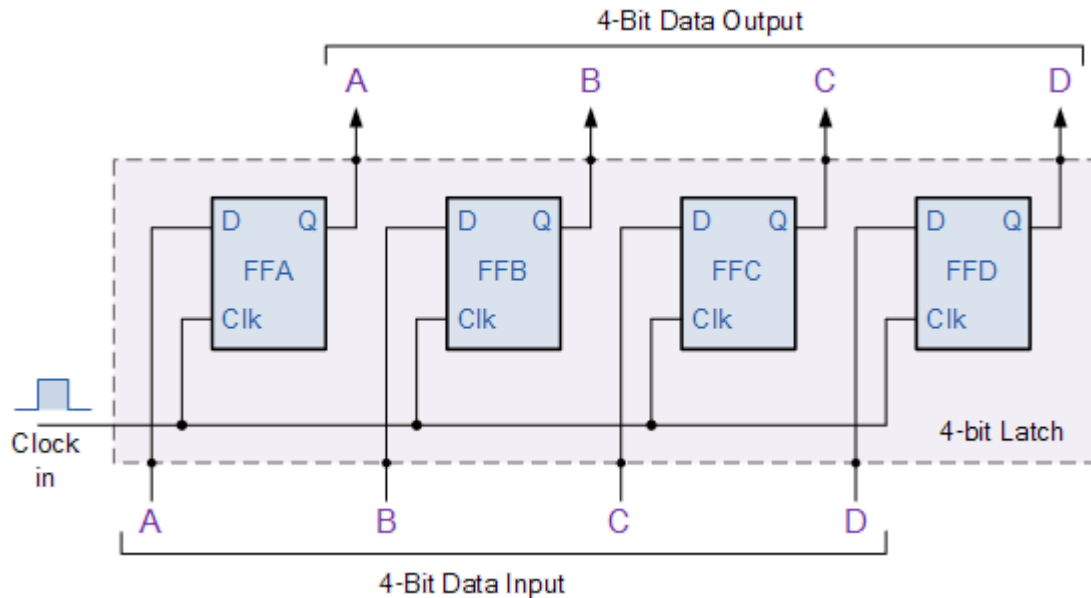 4-Bit Data Output
A B C D
D Q D Q D Q D Q
FFA FFB FFC FFD
Clk Clk Clk Clk
Clock
in
4-bit Latch
A B C D
4-Bit Data Input